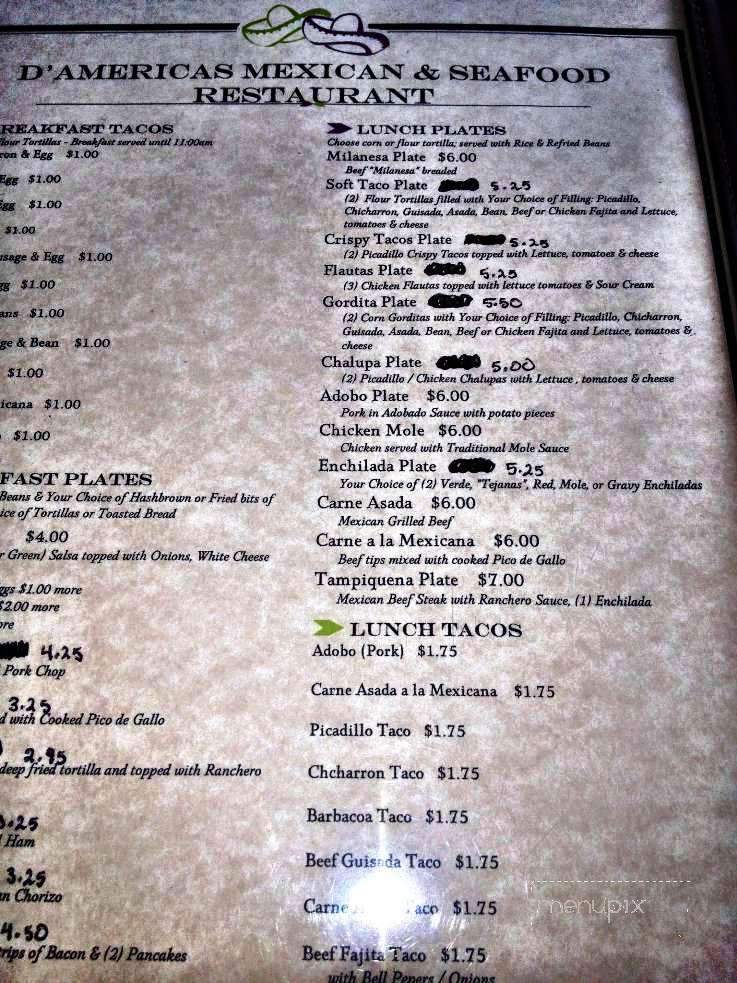 D'AMERICAS MEXICAN & SEAFOOD
RESTAURANT
REAKFAST TACOS
lour Tortillas - Breakfast served until 11:00am
con & Egg $1.00
Egg $1.00
Egg $1.00
$1.00
usage & Egg $1.00
gg $1.00
ans $1.00
ge & Bean $1.00
$1.00
icana $1.00
$1.00
FAST PLATES
Beans & Your Choice of Hashbrown or Fried bits of
ice of Tortillas or Toasted Bread
$4.00
r Green) Salsa topped with Onions, White Cheese
ggs $1.00 more
$2.00 more
ore
4.25
Pork Chop
3.25
d with Cooked Pico de Gallo
2.95
deep fried tortilla and topped with Ranchero
3.25
Ham
3.25
an Chorizo
4.50
trips of Bacon & (2) Pancakes
LUNCH PLATES
Choose corn or flour tortilla; served with Rice & Refried Beans
Milanesa Plate $6.00
Beef "Milanesa" breaded
Soft Taco Plate 5.25
(2) Flour Tortillas filled with Your Choice of Filling: Picadillo,
Chicharron, Guisada, Asada, Bean, Beef or Chicken Fajita and Lettuce,
tomatoes & cheese
Crispy Tacos Plate 5.25
(2) Picadillo Crispy Tacos topped with Lettuce, tomatoes & cheese
Flautas Plate 5.25
(3) Chicken Flautas topped with lettuce tomatoes & Sour Cream
Gordita Plate 5.50
(2) Corn Gorditas with Your Choice of Filling: Picadillo, Chicharron,
Guisada, Asada, Bean, Beef or Chicken Fajita and Lettuce, tomatoes &
cheese
Chalupa Plate 5.00
(2) Picadillo / Chicken Chalupas with Lettuce , tomatoes & cheese
Adobo Plate $6.00
Pork in Adobado Sauce with potato pieces
Chicken Mole $6.00
Chicken served with Traditional Mole Sauce
Enchilada Plate 5.25
Your Choice of (2) Verde, "Tejanas", Red, Mole, or Gravy Enchiladas
Carne Asada $6.00
Mexican Grilled Beef
Carne a la Mexicana $6.00
Beef tips mixed with cooked Pico de Gallo
Tampiquena Plate $7.00
Mexican Beef Steak with Ranchero Sauce, (1) Enchilada
LUNCH TACOS
Adobo (Pork) $1.75
Carne Asada a la Mexicana $1.75
Picadillo Taco $1.75
Chcharron Taco $1.75
Barbacoa Taco $1.75
Beef Guisada Taco $1.75
Carne aco $1.75
Beef Fajita Taco $1.75
with Bell Pepers / Onions
menupix